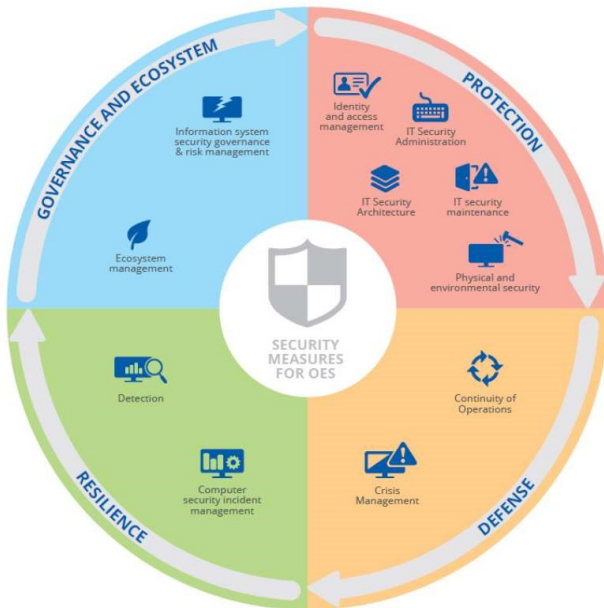 GOVERNANCE AND ECOSYSTEM
Information system
security governance
& risk management
Ecosystem
management
PROTECTION
Identity
and access
management
IT Security
Administration
IT Security
Architecture
IT security
maintenance
Physical and
environmental security
SECURITY
MEASURES
FOR OES
Detection
Computer
security incident
management
RESILIENCE
Continuity of
Operations
Crisis
Management
DEFENSE